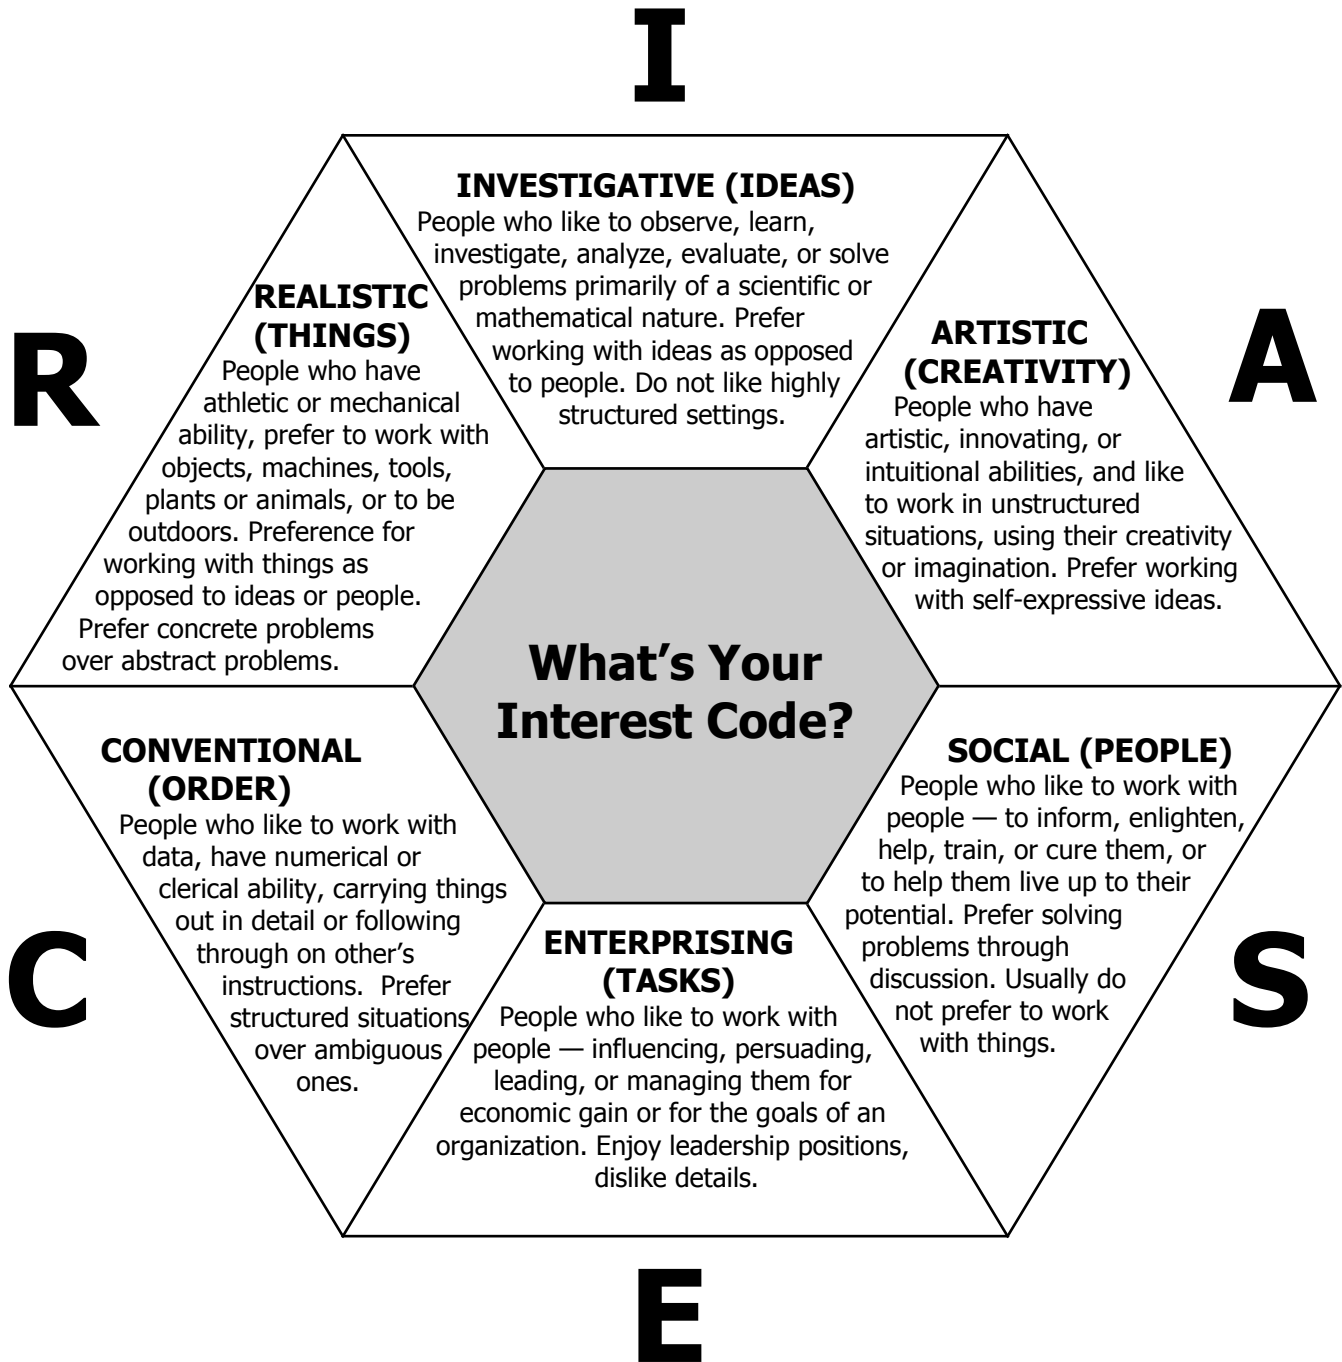 I
INVESTIGATIVE (IDEAS)
People who like to observe, learn,
investigate, analyze, evaluate, or solve
problems primarily of a scientific or
mathematical nature. Prefer
working with ideas as opposed
to people. Do not like highly
structured settings.
R
REALISTIC
(THINGS)
People who have
athletic or mechanical
ability, prefer to work with
objects, machines, tools,
plants or animals, or to be
outdoors. Preference for
working with things as
opposed to ideas or people.
Prefer concrete problems
over abstract problems.
A
ARTISTIC
(CREATIVITY)
People who have
artistic, innovating, or
intuitional abilities, and like
to work in unstructured
situations, using their creativity
or imagination. Prefer working
with self-expressive ideas.
What’s Your
Interest Code?
C
CONVENTIONAL
(ORDER)
People who like to work with
data, have numerical or
clerical ability, carrying things
out in detail or following
through on other’s
instructions.  Prefer
structured situations
over ambiguous
ones.
S
SOCIAL (PEOPLE)
People who like to work with
people — to inform, enlighten,
help, train, or cure them, or
to help them live up to their
potential. Prefer solving
problems through
discussion. Usually do
not prefer to work
with things.
ENTERPRISING
(TASKS)
People who like to work with
people — influencing, persuading,
leading, or managing them for
economic gain or for the goals of an
organization. Enjoy leadership positions,
dislike details.
E